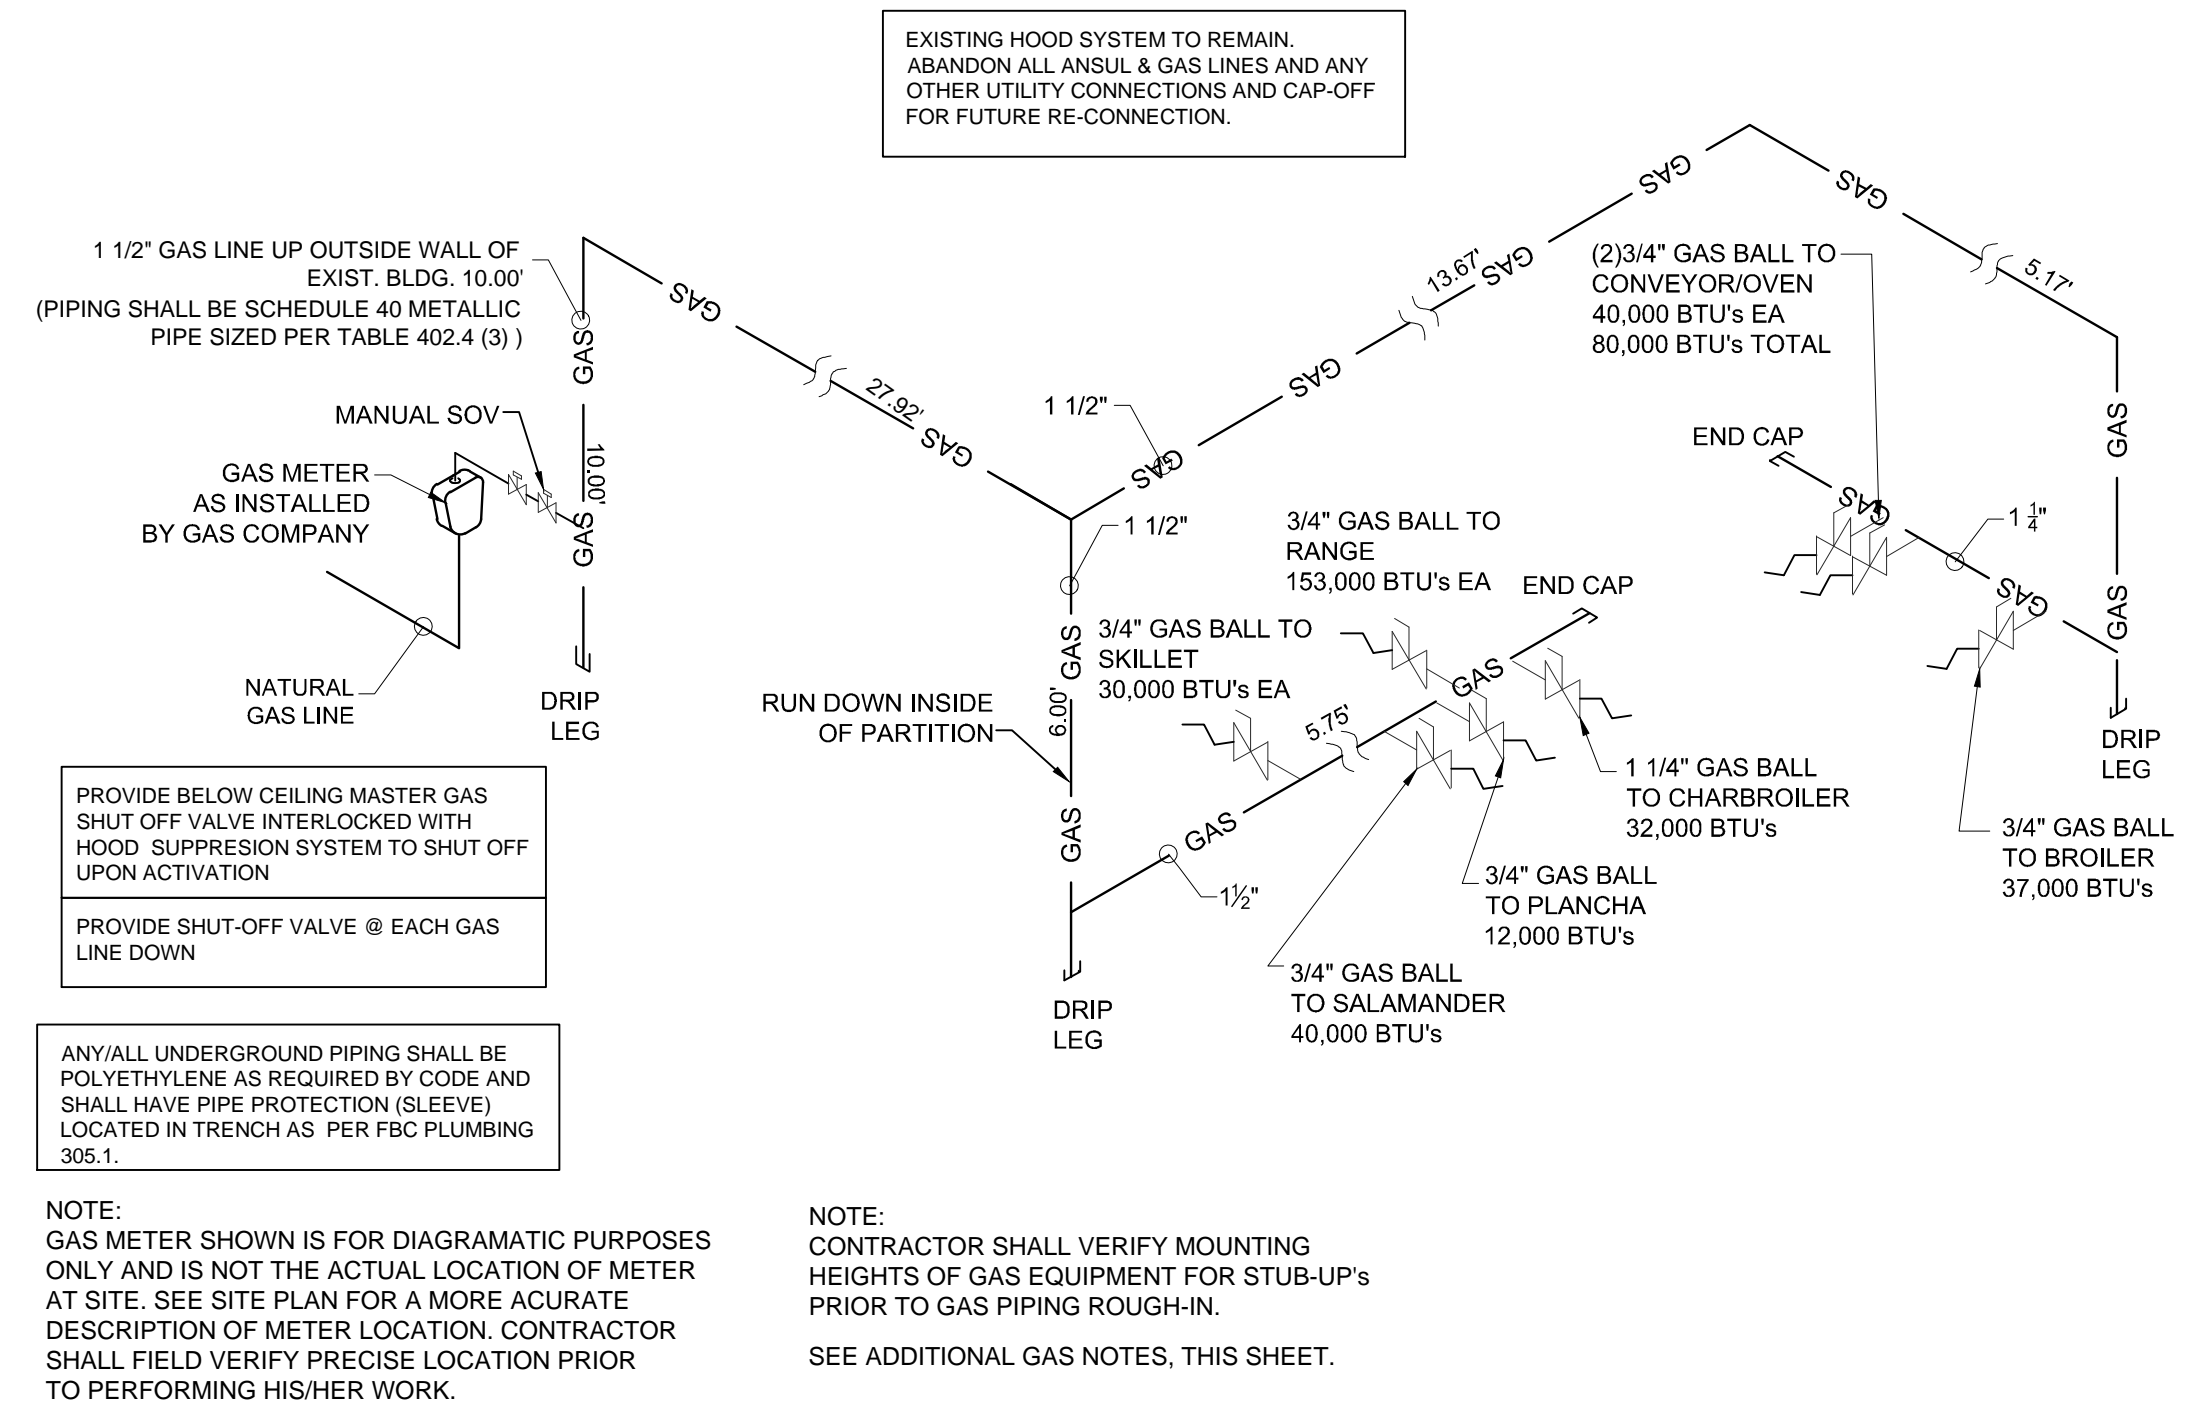 EXISTING HOOD SYSTEM TO REMAIN.
ABANDON ALL ANSUL & GAS LINES AND ANY
OTHER UTILITY CONNECTIONS AND CAP-OFF
FOR FUTURE RE-CONNECTION.
1 1/2" GAS LINE UP OUTSIDE WALL OF
EXIST. BLDG. 10.00'
(PIPING SHALL BE SCHEDULE 40 METALLIC
PIPE SIZED PER TABLE 402.4 (3) )
MANUAL SOV
GAS METER
AS INSTALLED
BY GAS COMPANY
NATURAL
GAS LINE
GAS
10.00'
GAS
DRIP
LEG
GAS
27.92'
GAS
1 1/2"
GAS
GAS
13.67'
GAS
GAS
GAS
5.17'
GAS
GAS
DRIP
LEG
(2)3/4" GAS BALL TO
CONVEYOR/OVEN
40,000 BTU's EA
80,000 BTU's TOTAL
END CAP
GAS
GAS
1 1/4"
GAS
3/4" GAS BALL
TO BROILER
37,000 BTU's
1 1/2"
GAS
6.00'
GAS
RUN DOWN INSIDE
OF PARTITION
DRIP
LEG
3/4" GAS BALL TO
RANGE
153,000 BTU's EA
END CAP
3/4" GAS BALL TO
SKILLET
30,000 BTU's EA
GAS
5.75'
GAS
1½"
1 1/4" GAS BALL
TO CHARBROILER
32,000 BTU's
3/4" GAS BALL
TO PLANCHA
12,000 BTU's
3/4" GAS BALL
TO SALAMANDER
40,000 BTU's
PROVIDE BELOW CEILING MASTER GAS
SHUT OFF VALVE INTERLOCKED WITH
HOOD SUPPRESION SYSTEM TO SHUT OFF
UPON ACTIVATION
PROVIDE SHUT-OFF VALVE @ EACH GAS
LINE DOWN
ANY/ALL UNDERGROUND PIPING SHALL BE
POLYETHYLENE AS REQUIRED BY CODE AND
SHALL HAVE PIPE PROTECTION (SLEEVE)
LOCATED IN TRENCH AS PER FBC PLUMBING
305.1.
NOTE:
GAS METER SHOWN IS FOR DIAGRAMATIC PURPOSES
ONLY AND IS NOT THE ACTUAL LOCATION OF METER
AT SITE. SEE SITE PLAN FOR A MORE ACURATE
DESCRIPTION OF METER LOCATION. CONTRACTOR
SHALL FIELD VERIFY PRECISE LOCATION PRIOR
TO PERFORMING HIS/HER WORK.
NOTE:
CONTRACTOR SHALL VERIFY MOUNTING
HEIGHTS OF GAS EQUIPMENT FOR STUB-UP's
PRIOR TO GAS PIPING ROUGH-IN.
SEE ADDITIONAL GAS NOTES, THIS SHEET.